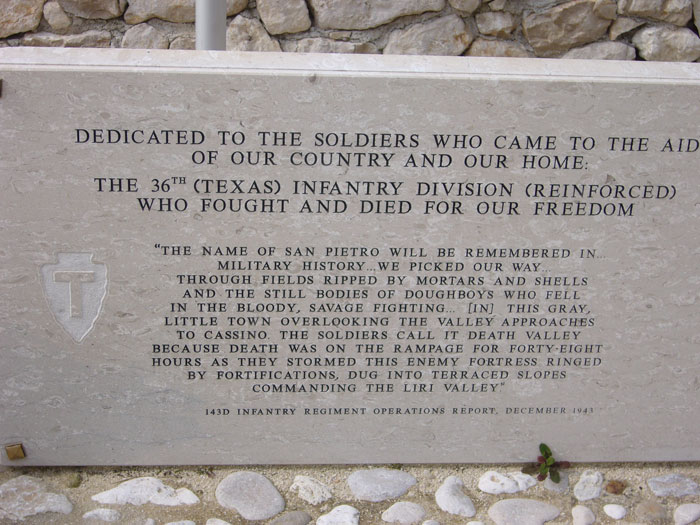 DEDICATED TO THE SOLDIERS WHO CAME TO THE AID
OF OUR COUNTRY AND OUR HOME:
THE 36TH (TEXAS) INFANTRY DIVISION (REINFORCED)
WHO FOUGHT AND DIED FOR OUR FREEDOM
"THE NAME OF SAN PIETRO WILL BE REMEMBERED IN...
MILITARY HISTORY...WE PICKED OUR WAY...
THROUGH FIELDS RIPPED BY MORTARS AND SHELLS
AND THE STILL BODIES OF DOUGHBOYS WHO FELL
IN THE BLOODY, SAVAGE FIGHTING... [IN] THIS GRAY,
LITTLE TOWN OVERLOOKING THE VALLEY APPROACHES
TO CASSINO. THE SOLDIERS CALL IT DEATH VALLEY
BECAUSE DEATH WAS ON THE RAMPAGE FOR FORTY-EIGHT
HOURS AS THEY STORMED THIS ENEMY FORTRESS RINGED
BY FORTIFICATIONS, DUG INTO TERRACED SLOPES
COMMANDING THE LIRI VALLEY"
143D INFANTRY REGIMENT OPERATIONS REPORT, DECEMBER 1943
T